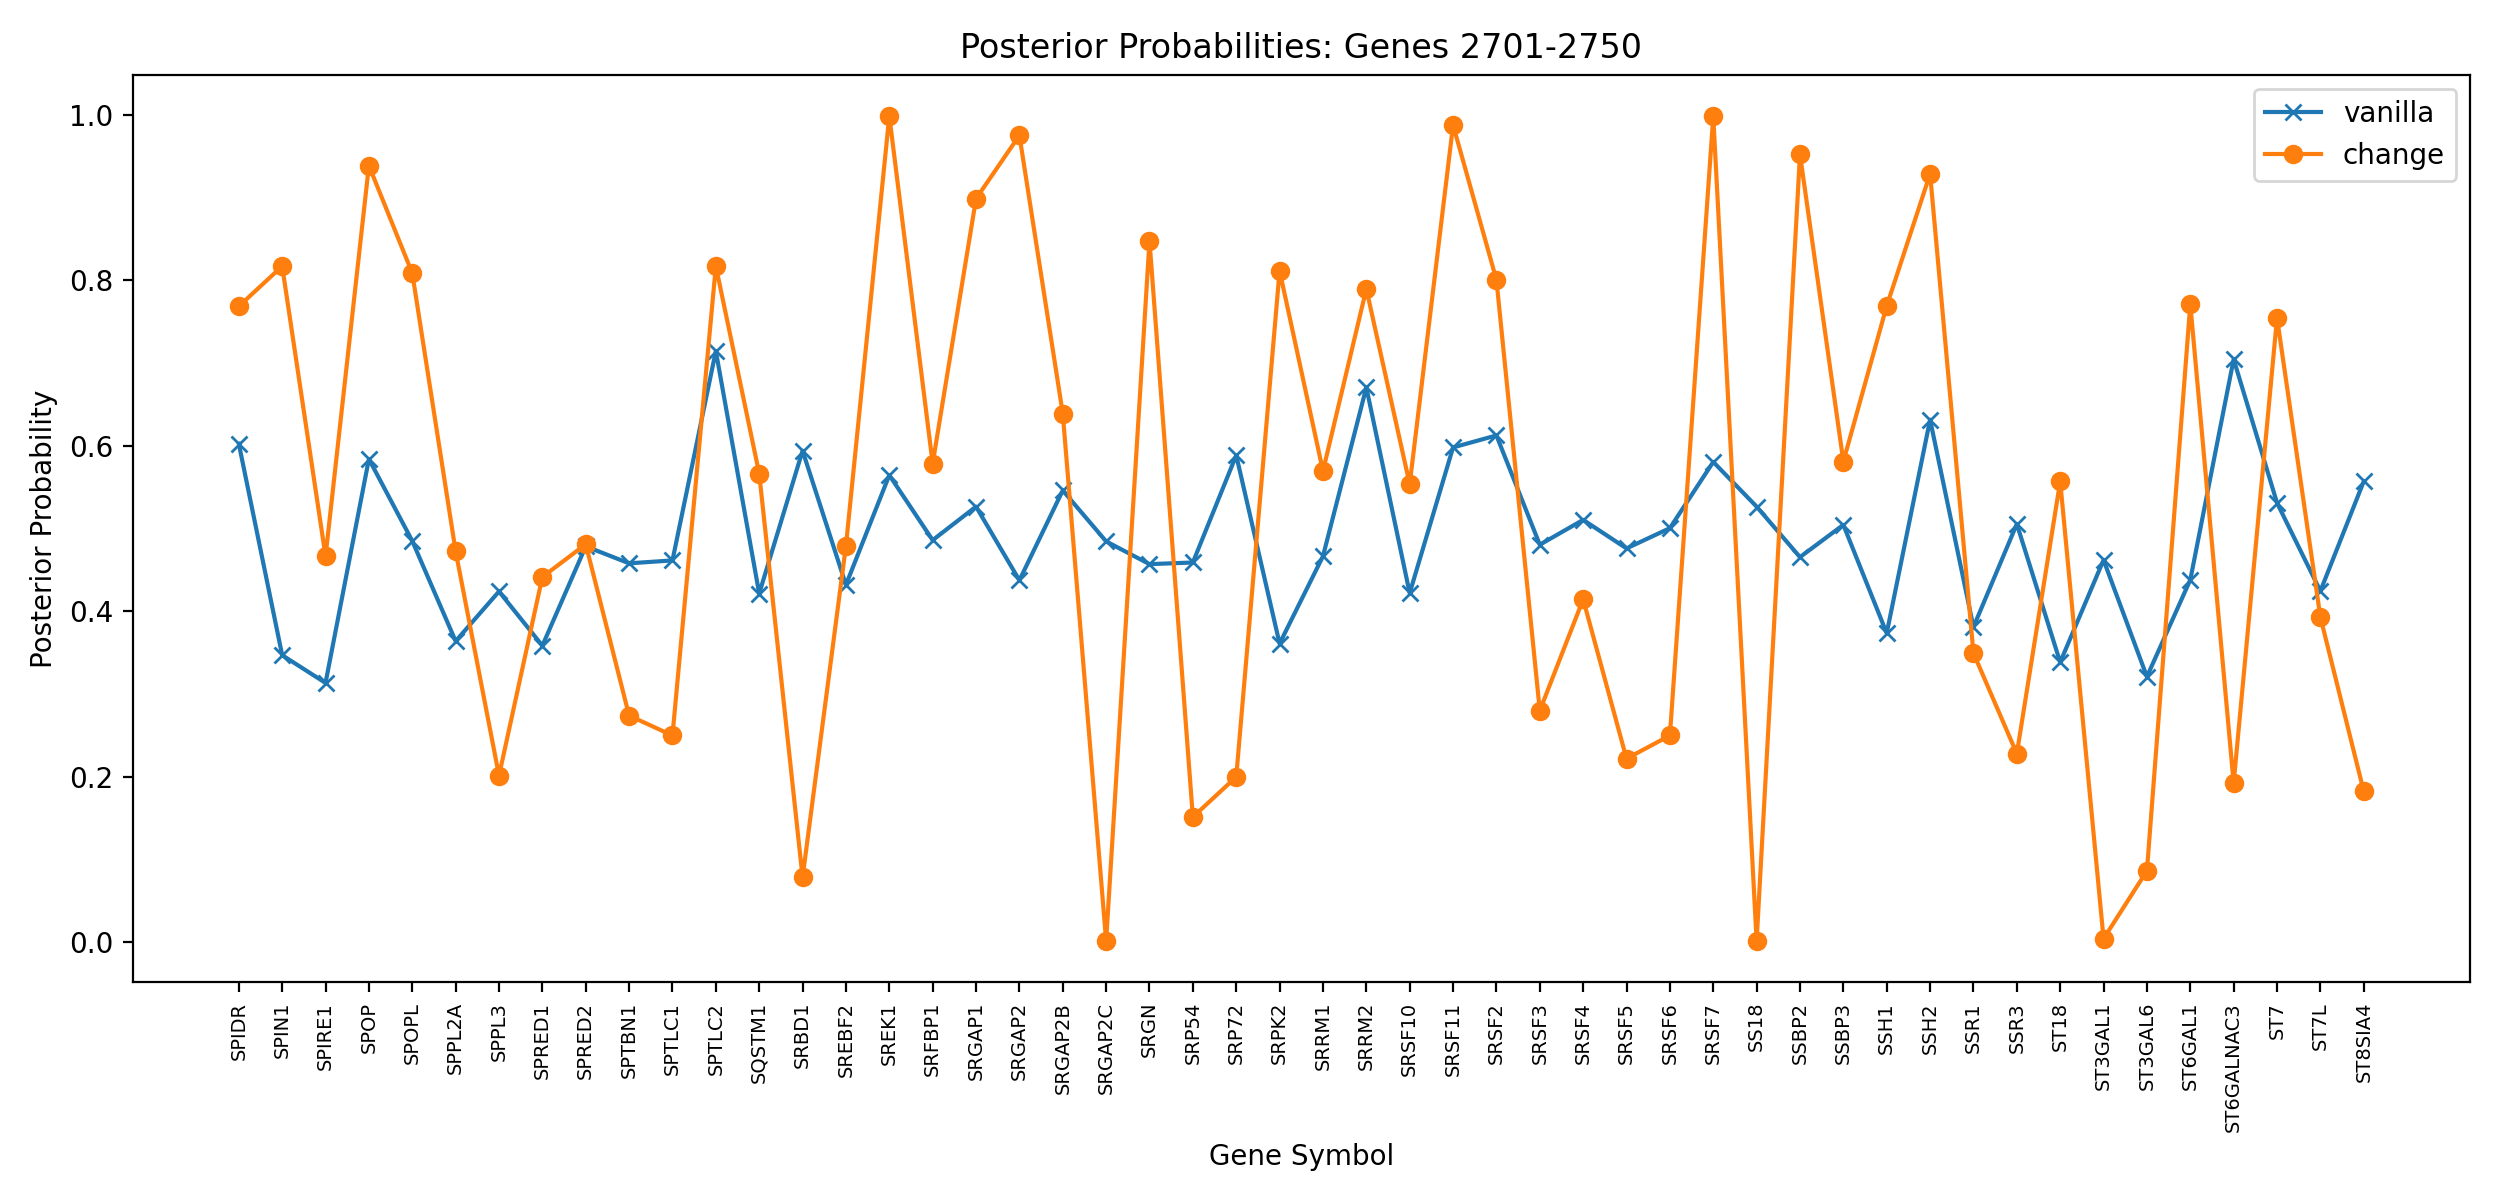 Posterior Probabilities: Genes 2701-2750
vanilla
change
Posterior Probability
1.0
0.8
0.6
0.4
0.2
0.0
SPIDR
SPIN1
SPIRE1
SPOP
SPOPL
SPPL2A
SPPL3
SPRED1
SPRED2
SPTBN1
SPTLC1
SPTLC2
SQSTM1
SRBD1
SREBF2
SREK1
SRFBP1
SRGAP1
SRGAP2
SRGAP2B
SRGAP2C
SRGN
SRP54
SRP72
SRPK2
SRRM1
SRRM2
SRSF10
SRSF11
SRSF2
SRSF3
SRSF4
SRSF5
SRSF6
SRSF7
SS18
SSBP2
SSBP3
SSH1
SSH2
SSR1
SSR3
ST18
ST3GAL1
ST3GAL6
ST6GAL1
ST6GALNAC3
ST7
ST7L
ST8SIA4
Gene Symbol